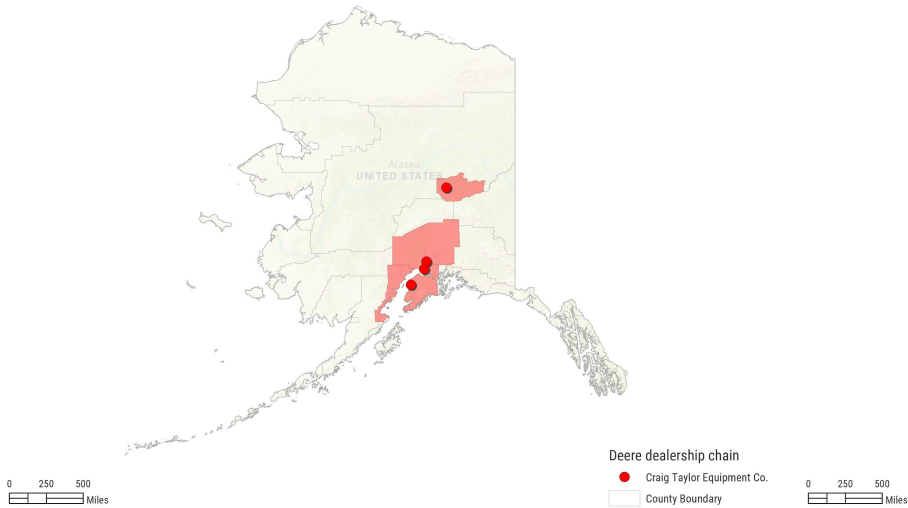 Alaska
UNITED STATES
Deere dealership chain
Craig Taylor Equipment Co.
County Boundary
0 250 500
Miles
0 250 500
Miles